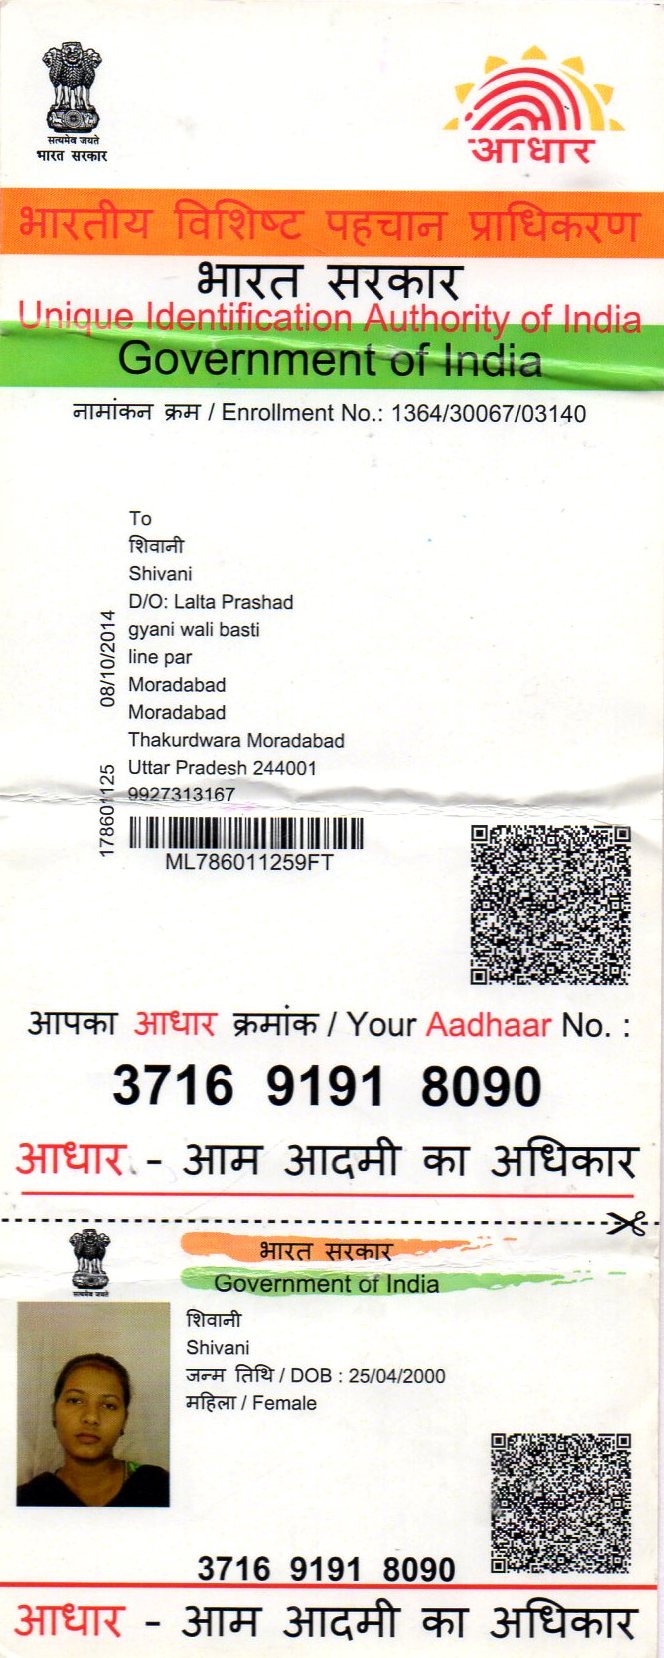 सत्यमेव जयते
भारत सरकार
आधार
भारतीय विशिष्ट पहचान प्राधिकरण
भारत सरकार
Unique Identification Authority of India
Government of India
नामांकन क्रम / Enrollment No.: 1364/30067/03140
To
शिवानी
Shivani
D/O: Lalta Prashad
gyani wali basti
line par
Moradabad
Moradabad
Thakurdwara Moradabad
Uttar Pradesh 244001
9927313167
08/10/2014
178601125
ML786011259FT
आपका आधार क्रमांक / Your Aadhaar No. :
3716 9191 8090
आधार - आम आदमी का अधिकार
भारत सरकार
Government of India
सत्यमेव जयते
शिवानी
Shivani
जन्म तिथि / DOB : 25/04/2000
महिला / Female
3716 9191 8090
आधार - आम आदमी का अधिकार